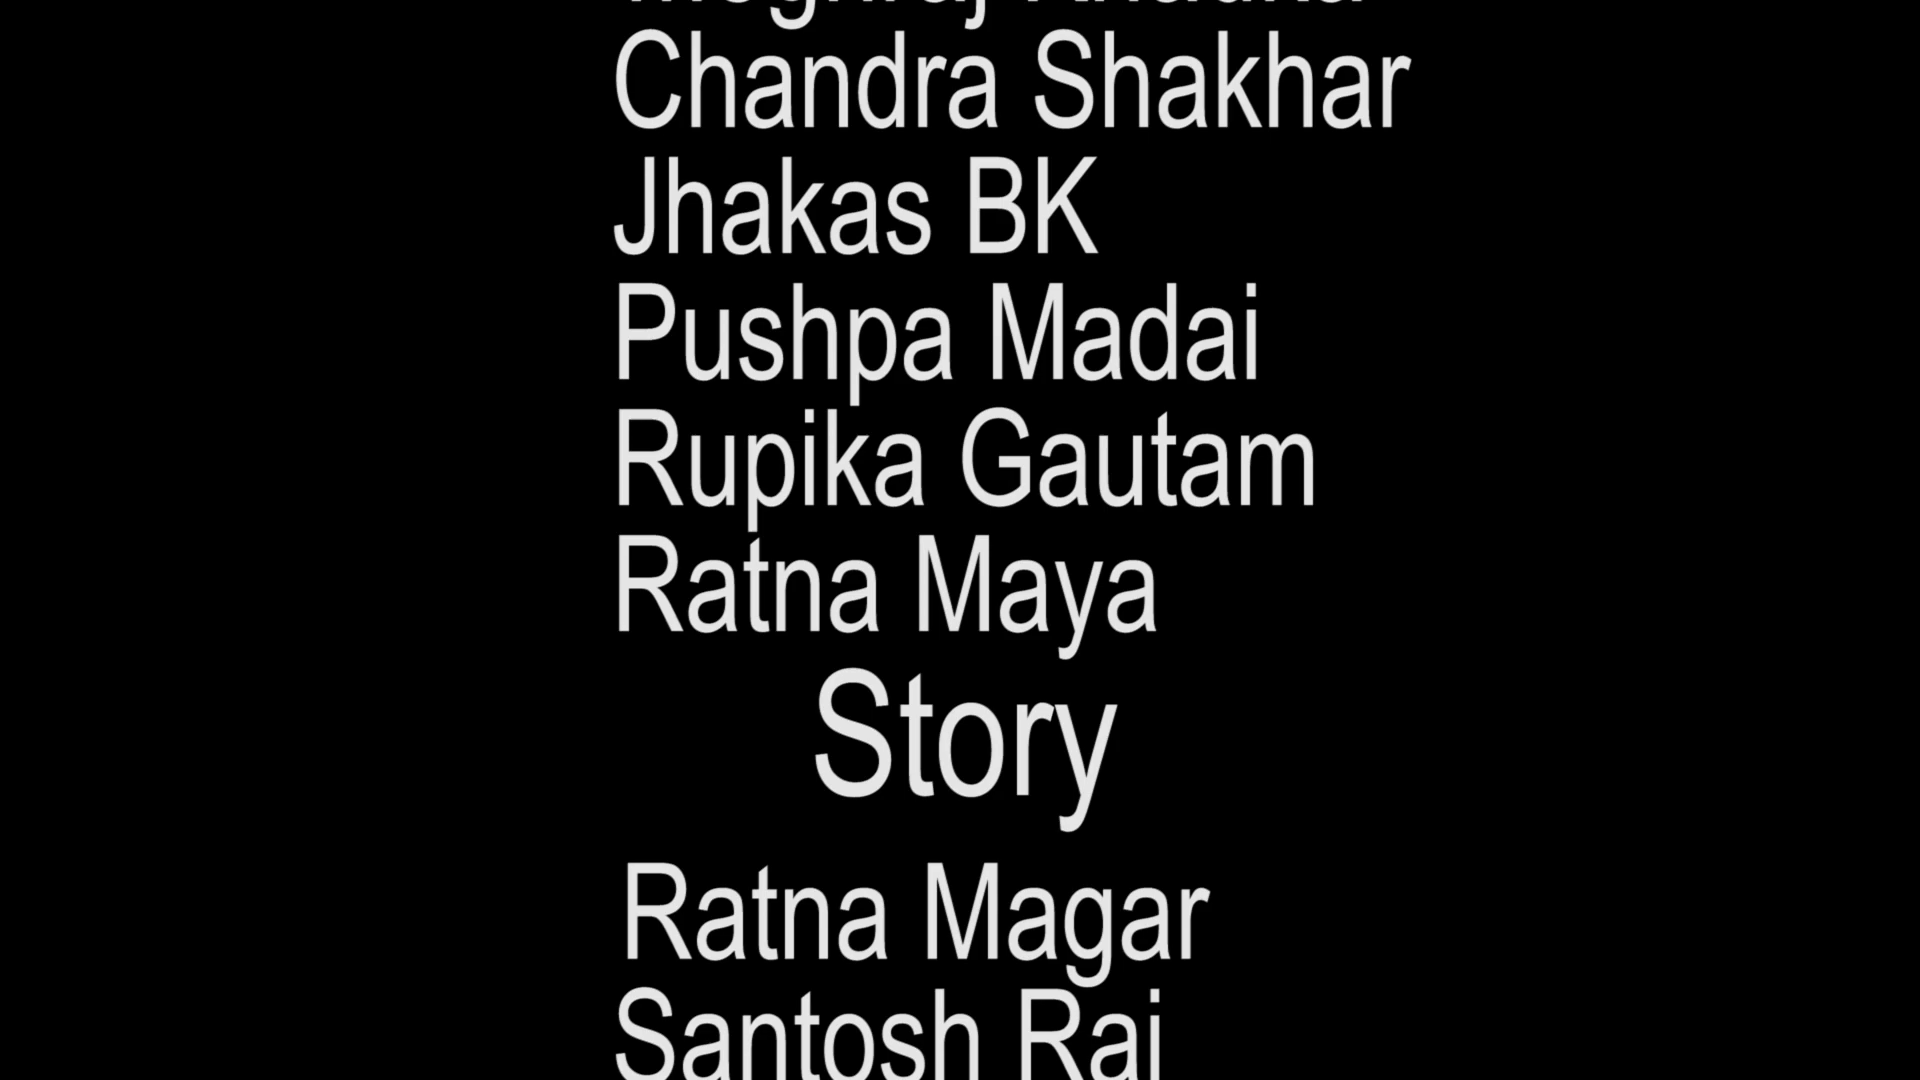 Chandra Shakhar
Jhakas BK
Pushpa Madai
Rupika Gautam
Ratna Maya
Story
Ratna Magar
Santosh Rai